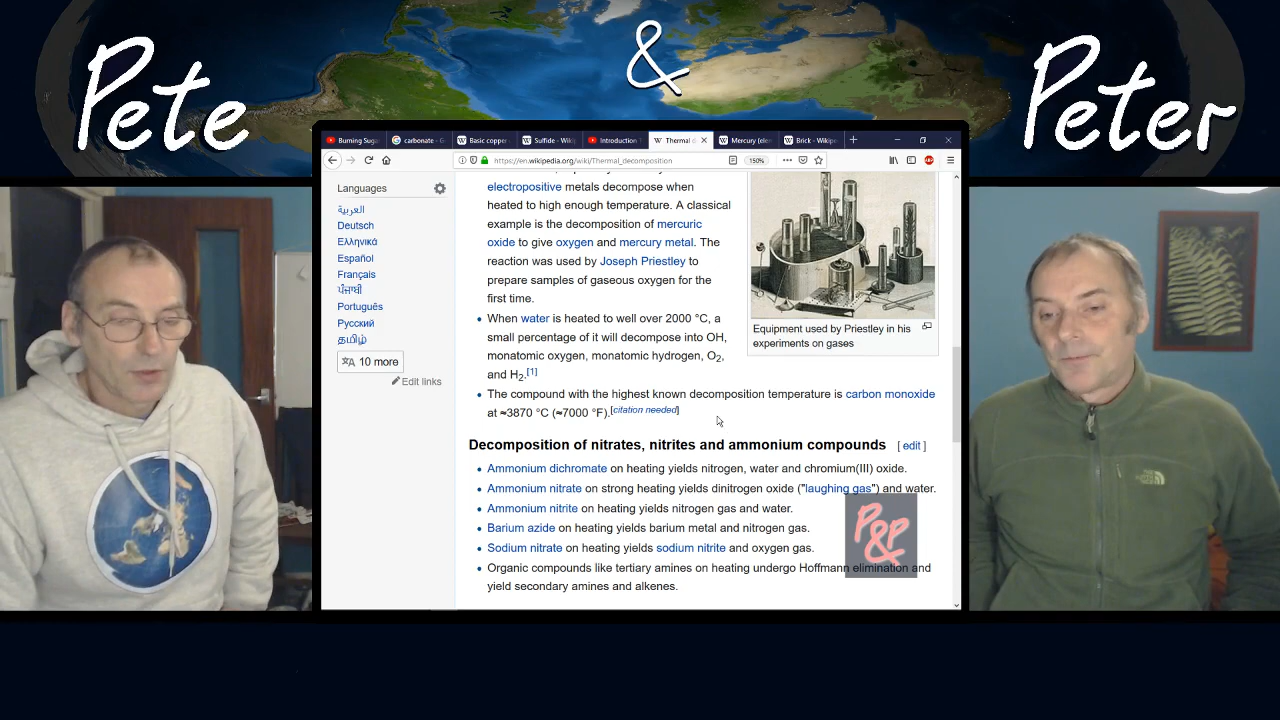 Pete
&
Peter
Burning Suga
carbonate - G
Basic copper
Sulfide - Wiki
Introduction
Thermal d
Mercury (ele
Brick - Wikipe
https://en.wikipedia.org/wiki/Thermal_decomposition
150%
Languages
العربية
Deutsch
Ελληνικά
Español
Français
ਪੰਜਾਬੀ
Português
Русский
தமிழ்
10 more
Edit links
electropositive metals decompose when
heated to high enough temperature. A classical
example is the decomposition of mercuric
oxide to give oxygen and mercury metal. The
reaction was used by Joseph Priestley to
prepare samples of gaseous oxygen for the
first time.
When water is heated to well over 2000 °C, a
small percentage of it will decompose into OH,
monatomic oxygen, monatomic hydrogen, O2,
and H2.[1]
The compound with the highest known decomposition temperature is carbon monoxide
at ≈3870 °C (≈7000 °F).[citation needed]
Equipment used by Priestley in his
experiments on gases
Decomposition of nitrates, nitrites and ammonium compounds [ edit ]
Ammonium dichromate on heating yields nitrogen, water and chromium(III) oxide.
Ammonium nitrate on strong heating yields dinitrogen oxide ("laughing gas") and water.
Ammonium nitrite on heating yields nitrogen gas and water.
Barium azide on heating yields barium metal and nitrogen gas.
Sodium nitrate on heating yields sodium nitrite and oxygen gas.
Organic compounds like tertiary amines on heating undergo Hoffmann elimination and
yield secondary amines and alkenes.
P&P